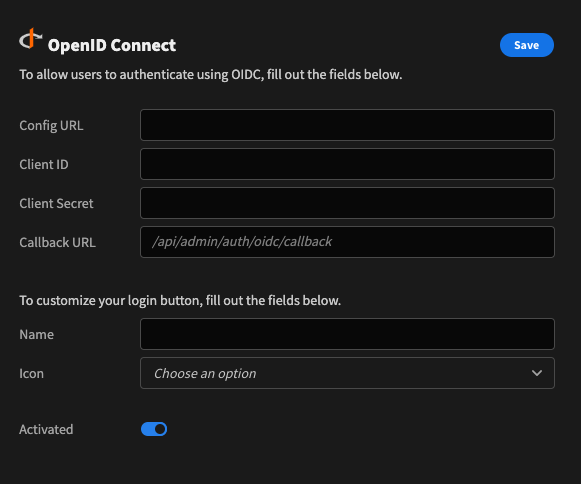 OpenID Connect
Save
To allow users to authenticate using OIDC, fill out the fields below.
Config URL
Client ID
Client Secret
Callback URL
/api/admin/auth/oidc/callback
To customize your login button, fill out the fields below.
Name
Icon
Choose an option
Activated